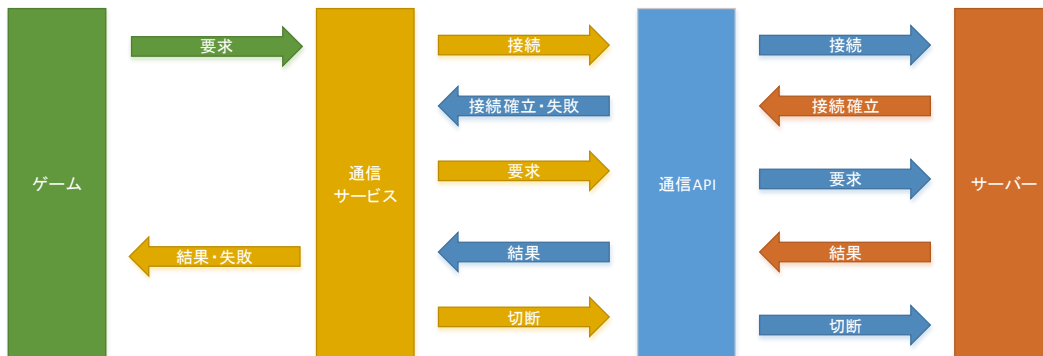 要求
接続
接続
接続確立・失敗
接続確立
ゲーム
通信
サービス
要求
通信API
要求
サーバー
結果・失敗
結果
結果
切断
切断